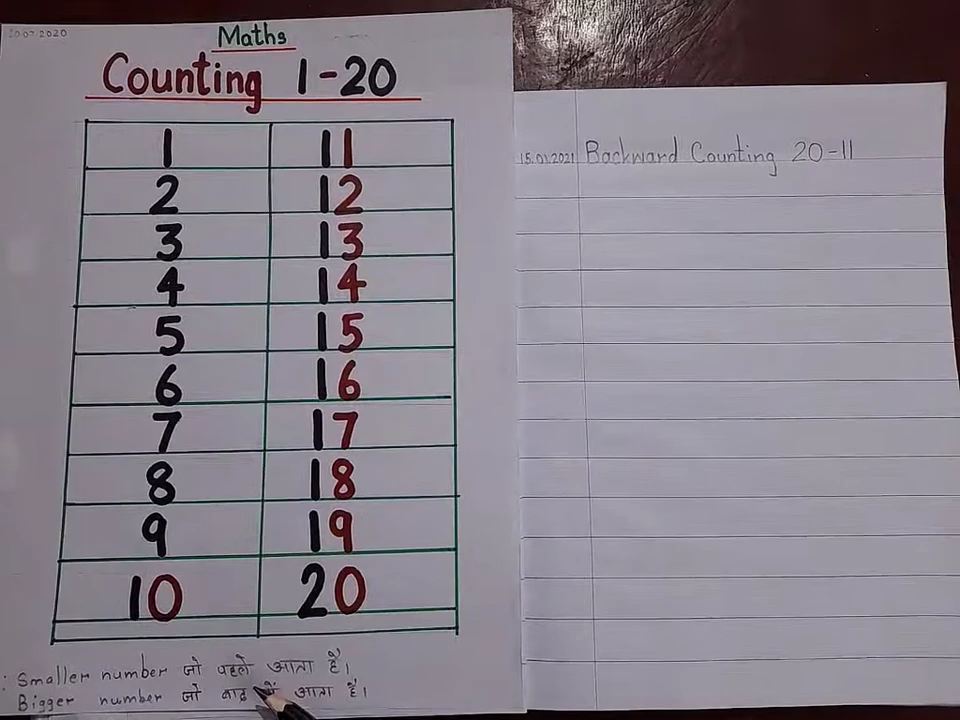 Maths
Counting 1-20
1 11
2 12
3 13
4 14
5 15
6 16
7 17
8 18
9 19
10 20
: Smaller number जो पहले आता है।
: Bigger number जो बाद आता है।
15.01.2021 Backward Counting 20-11